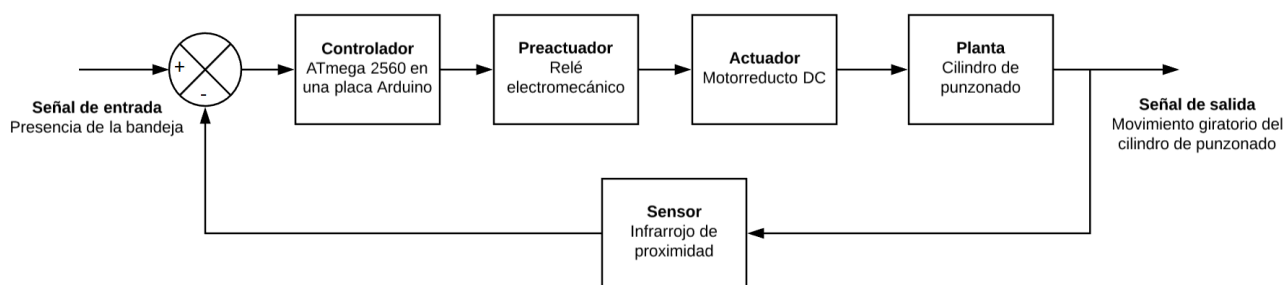 Señal de entrada
Presencia de la bandeja
+
-
Controlador
ATmega 2560 en
una placa Arduino
Preactuador
Relé
electromecánico
Actuador
Motorreducto DC
Planta
Cilindro de
punzonado
Señal de salida
Movimiento giratorio del
cilindro de punzonado
Sensor
Infrarrojo de
proximidad